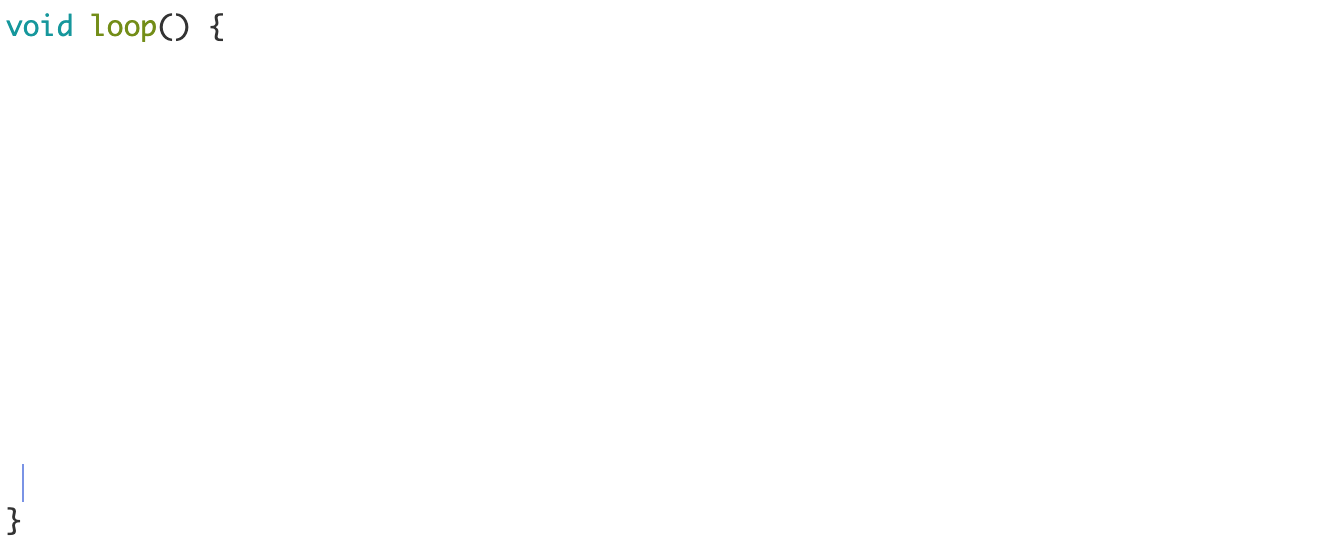 void loop() {
}